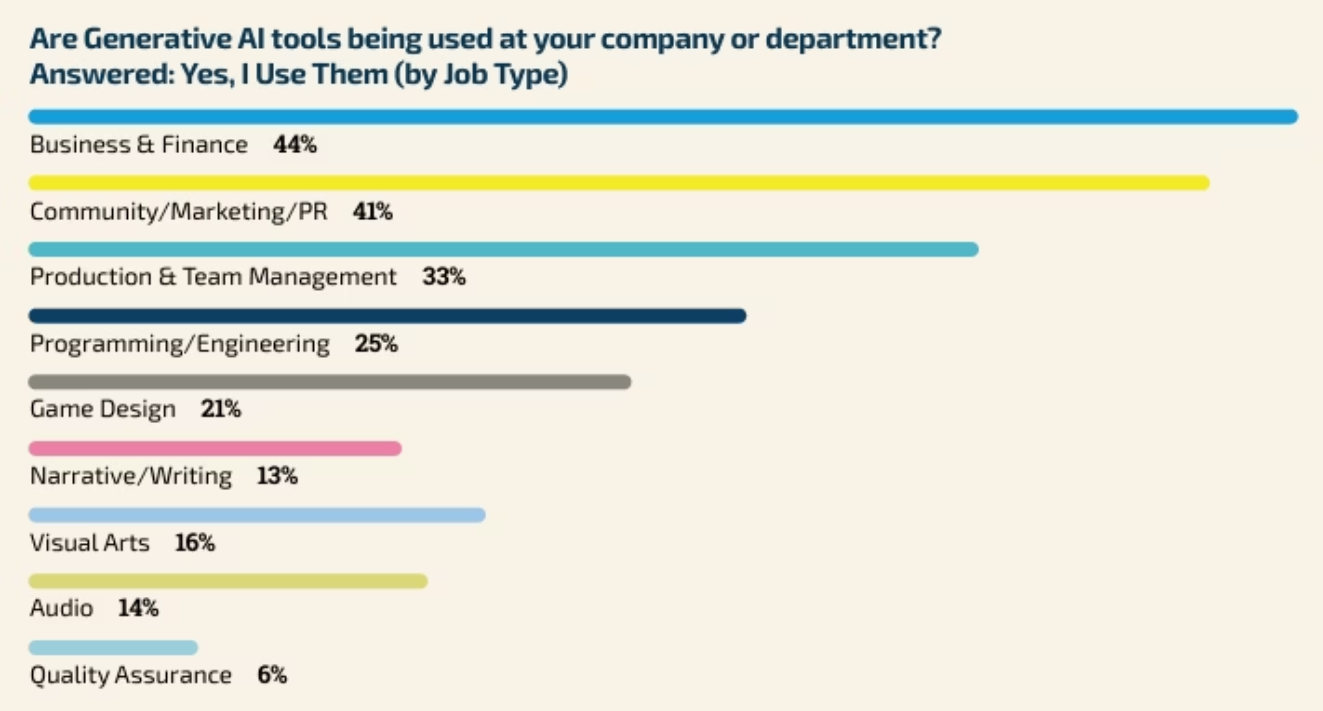 Are Generative AI tools being used at your company or department?
Answered: Yes, I Use Them (by Job Type)
Business & Finance 44%
Community/Marketing/PR 41%
Production & Team Management 33%
Programming/Engineering 25%
Game Design 21%
Narrative/Writing 13%
Visual Arts 16%
Audio 14%
Quality Assurance 6%